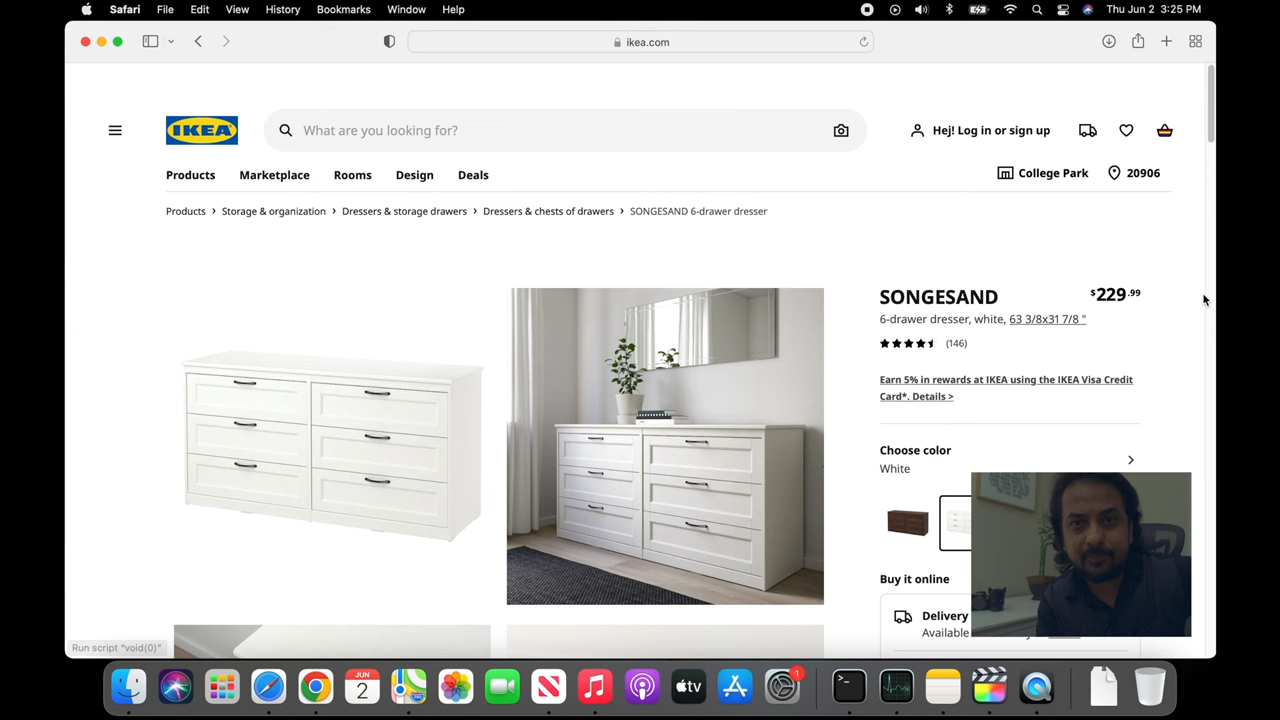 Safari File Edit View History Bookmarks Window Help Thu Jun 2 3:25 PM
ikea.com
IKEA What are you looking for? Hej! Log in or sign up
Products Marketplace Rooms Design Deals College Park 20906
Products > Storage & organization > Dressers & storage drawers > Dressers & chests of drawers > SONGESAND 6-drawer dresser
SONGESAND $229.99
6-drawer dresser, white, 63 3/8x31 7/8 "
(146)
Earn 5% in rewards at IKEA using the IKEA Visa Credit
Card*. Details >
Choose color
White
Buy it online
Delivery
Available
Run script "void(0)"
JUN
2
tv
1